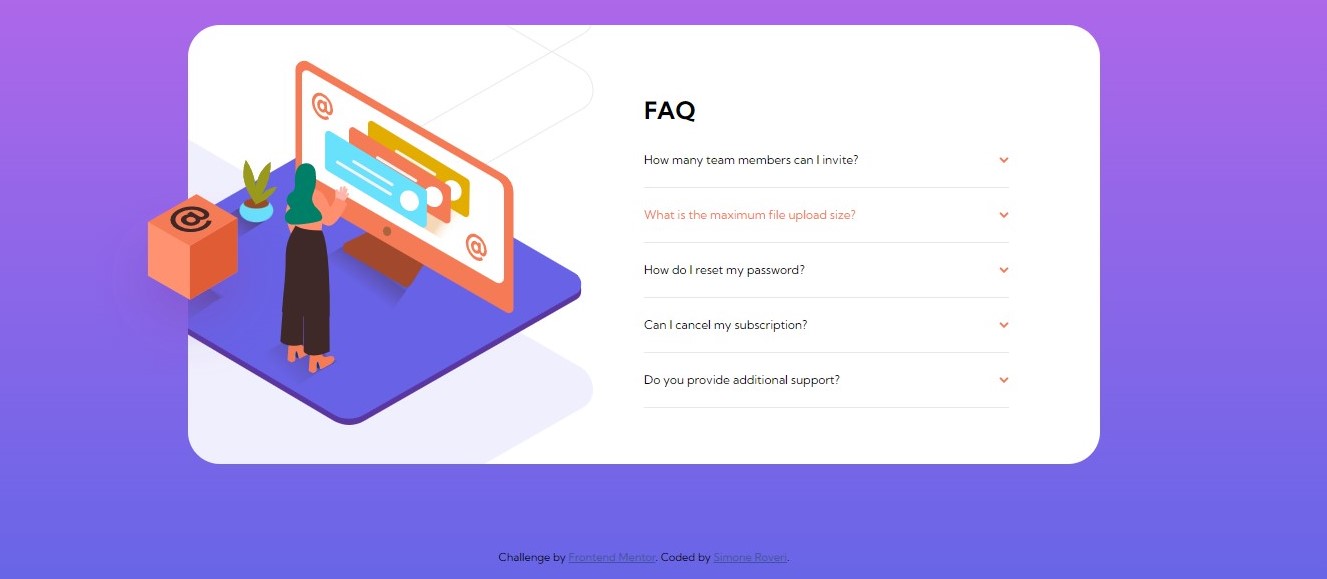 FAQ
How many team members can I invite?
What is the maximum file upload size?
How do I reset my password?
Can I cancel my subscription?
Do you provide additional support?
@
@
@
Challenge by Frontend Mentor. Coded by Simone Roveri.